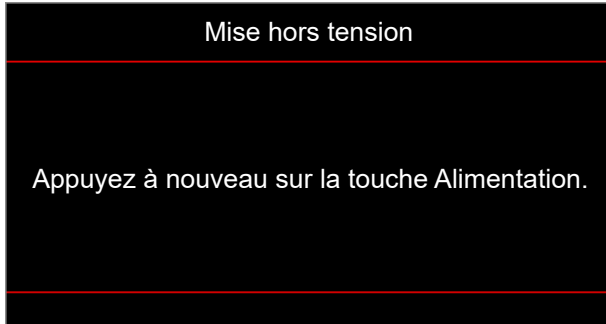 Mise hors tension
Appuyez à nouveau sur la touche Alimentation.